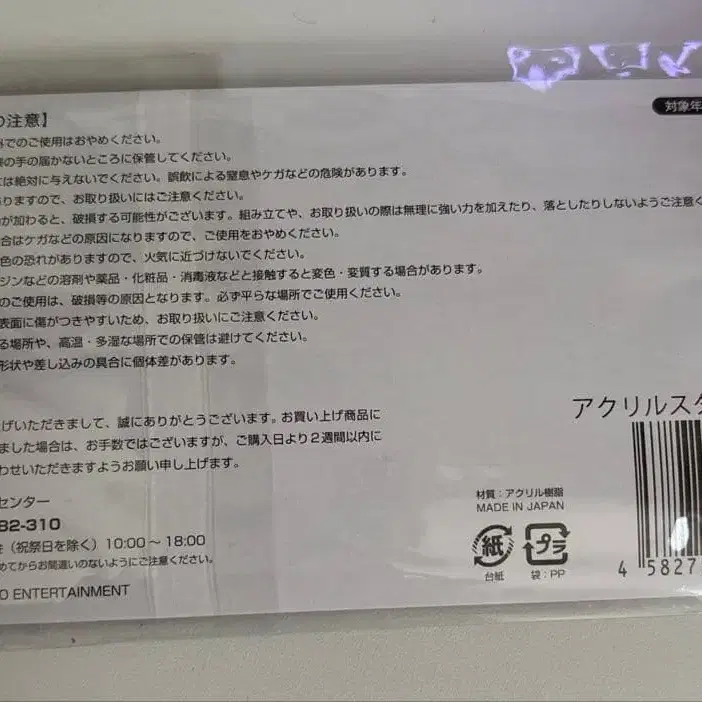 の注意】
対象年
外でのご使用はおやめください。
の手の届かないところに保管してください。
には絶対に与えないでください。誤飲による窒息やケガなどの危険があります。
ありますので、お取り扱いにはご注意ください。
が加わると、破損する可能性がございます。組み立てや、お取り扱いの際は無理に強い力を加えたり、落としたりしないようご注意く
合はケガなどの原因になりますので、ご使用をおやめください。
色の恐れがありますので、火気に近づけないでください。
ジンなどの溶剤や薬品・化粧品・消毒液などと接触すると変色・変質する場合があります。
のご使用は、破損等の原因となります。必ず平らな場所でご使用ください。
表面に傷がつきやすいため、お取り扱いにご注意ください。
る場所や、高温・多湿な場所での保管は避けてください。
形状や差し込みの具合に個体差があります。
げいただきまして、誠にありがとうございます。お買い上げ商品に
ました場合は、お手数ではございますが、ご購入日より2週間以内に
わせいただきますようお願い申し上げます。
センター
82-310
(祝祭日を除く) 10:00～18:00
めてからお間違いのないようにご注意ください。
O ENTERTAINMENT
アクリルスタ
材質:アクリル樹脂
MADE IN JAPAN
紙
プラ
台紙
袋:PP
4 5827